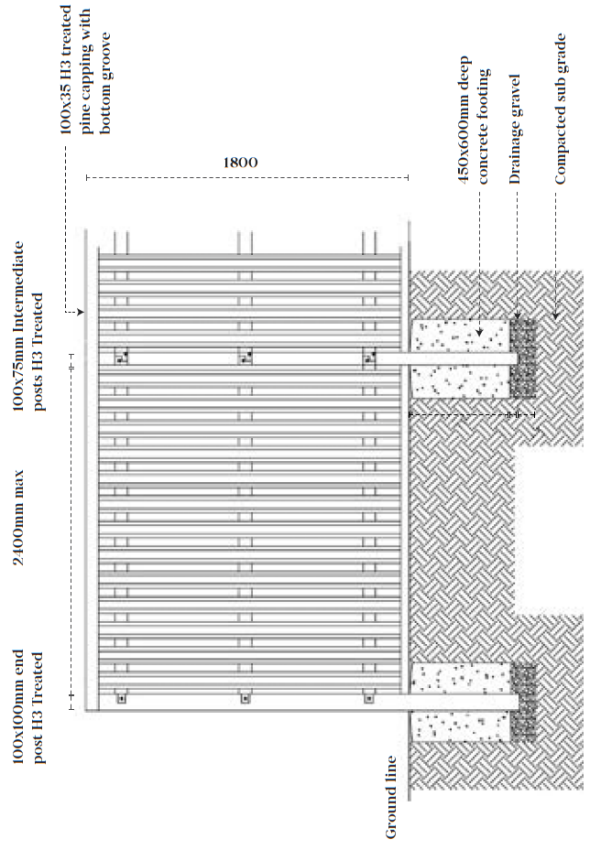 100x35 H3 treated
pine capping with
bottom groove
100x100mm end
post H3 Treated
2400mm max
100x75mm Intermediate
posts H3 Treated
1800
Ground line
450x600mm deep
concrete footing
Drainage gravel
Compacted sub grade